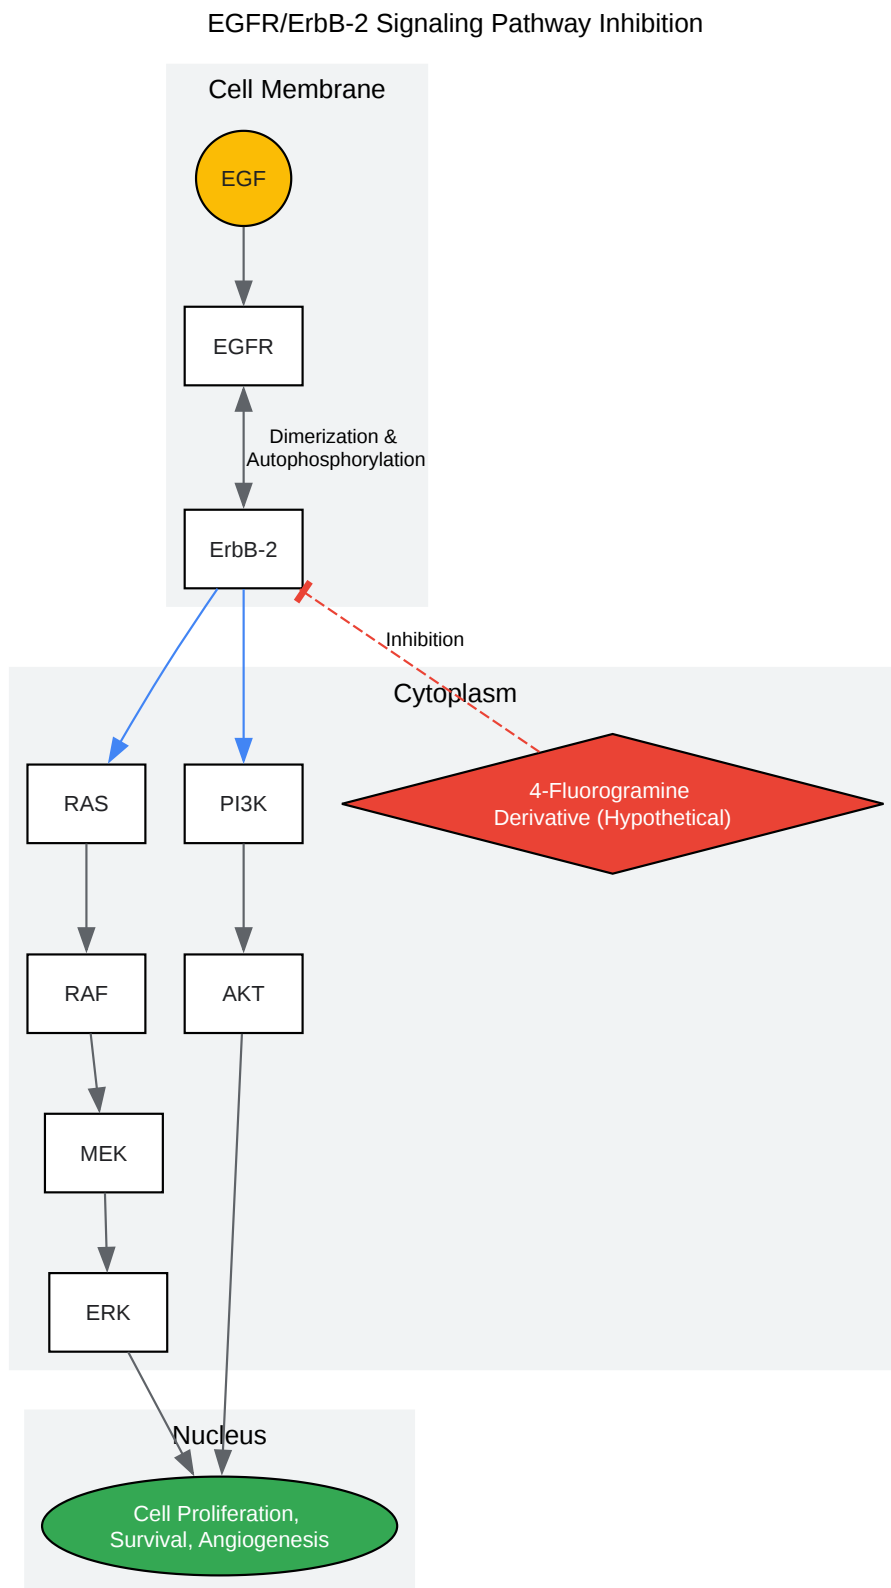 EGFR/ErbB-2 Signaling Pathway Inhibition
Cell Membrane
EGF
EGFR
Dimerization &
Autophosphorylation
ErbB-2
Inhibition
Cytoplasm
RAS
PI3K
4-Fluorogramine
Derivative (Hypothetical)
RAF
AKT
MEK
ERK
Nucleus
Cell Proliferation,
Survival, Angiogenesis